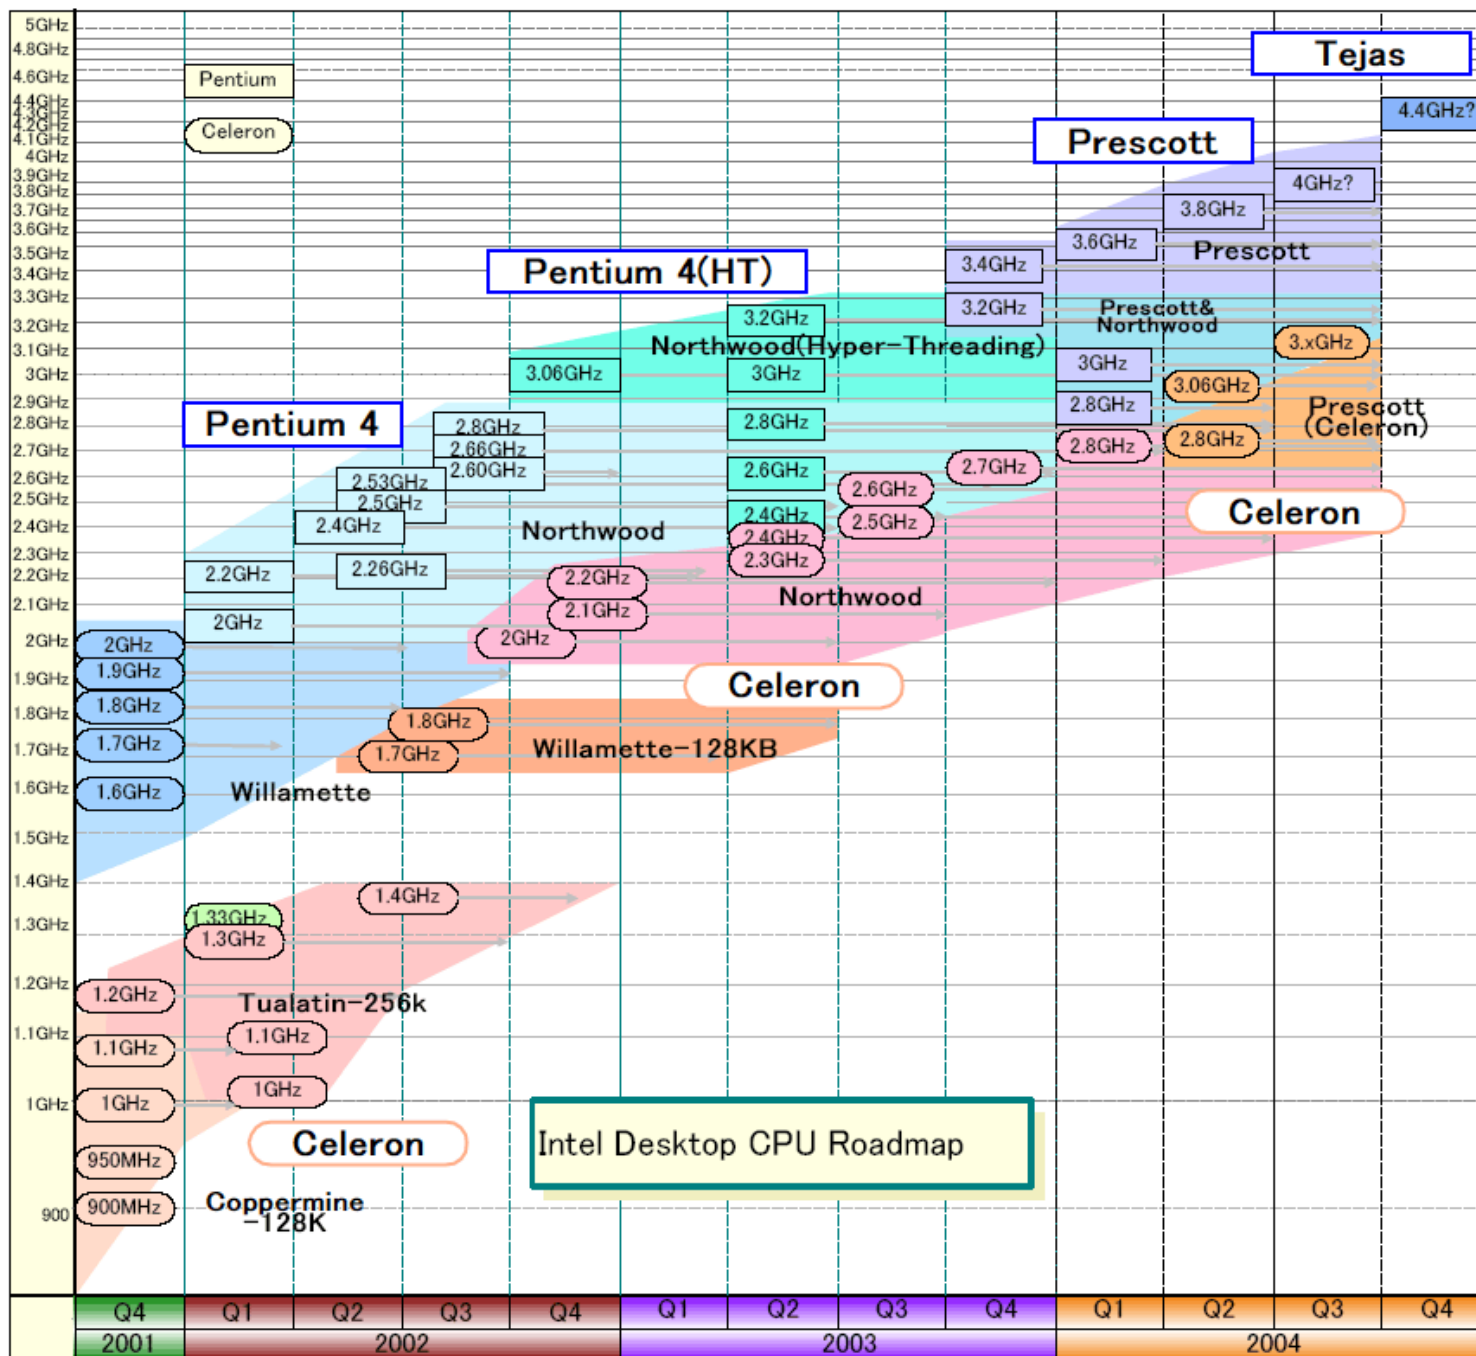 5GHz
4.8GHz
4.6GHz
4.4GHz
4.3GHz
4.2GHz
4.1GHz
4GHz
3.9GHz
3.8GHz
3.7GHz
3.6GHz
3.5GHz
3.4GHz
3.3GHz
3.2GHz
3.1GHz
3GHz
2.9GHz
2.8GHz
2.7GHz
2.6GHz
2.5GHz
2.4GHz
2.3GHz
2.2GHz
2.1GHz
2GHz
1.9GHz
1.8GHz
1.7GHz
1.6GHz
1.5GHz
1.4GHz
1.3GHz
1.2GHz
1.1GHz
1GHz
900
Pentium
Celeron
Tejas
4.4GHz?
Prescott
4GHz?
3.8GHz
3.6GHz
Prescott
Pentium 4(HT)
3.4GHz
3.2GHz
3.2GHz
Prescott&
Northwood
Northwood(Hyper-Threading)
3.xGHz
3.06GHz
3GHz
3GHz
3.06GHz
Pentium 4
2.8GHz
2.8GHz
2.8GHz
Prescott
(Celeron)
2.66GHz
2.60GHz
2.8GHz
2.8GHz
2.53GHz
2.5GHz
2.4GHz
2.6GHz
2.7GHz
2.6GHz
2.5GHz
2.4GHz
2.4GHz
2.3GHz
Celeron
Northwood
2.2GHz
2.26GHz
2.2GHz
2.1GHz
Northwood
2GHz
2GHz
2GHz
1.9GHz
1.8GHz
1.7GHz
1.6GHz
Celeron
1.8GHz
1.7GHz
Willamette-128KB
Willamette
1.4GHz
1.33GHz
1.3GHz
1.2GHz
Tualatin-256k
1.1GHz
1.1GHz
1GHz
1GHz
950MHz
900MHz
Celeron
Coppermine
-128K
Intel Desktop CPU Roadmap
Q4 Q1 Q2 Q3 Q4 Q1 Q2 Q3 Q4 Q1 Q2 Q3 Q4
2001 2002 2003 2004